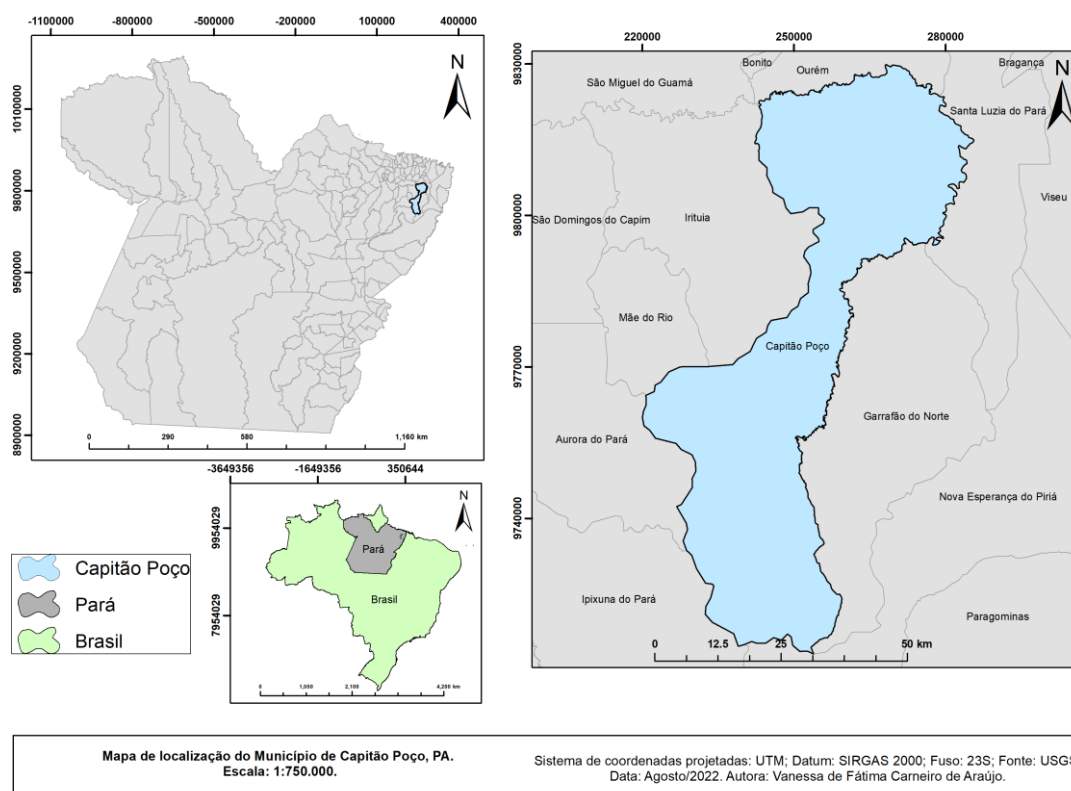 -1100000 -800000 -500000 -200000 100000 400000
N
10100000
9800000
9500000
9200000
8900000
0 290 580 1,160 km
220000 250000 280000
9830000
9800000
9770000
9740000
N
Bonito
Ourém
Bragança
São Miguel do Guamá
Santa Luzia do Pará
Viseu
São Domingos do Capim
Irituia
Mãe do Rio
Capitão Poço
Garrafão do Norte
Aurora do Pará
Nova Esperança do Piriá
Ipixuna do Pará
Paragominas
0 12.5 25 50 km
-3649356 -1649356 350644
N
9954029
7954029
Pará
Brasil
0 1,050 2,100 4,200 km
Capitão Poço
Pará
Brasil
Mapa de localização do Município de Capitão Poço, PA.
Escala: 1:750.000.
Sistema de coordenadas projetadas: UTM; Datum: SIRGAS 2000; Fuso: 23S; Fonte: USGS
Data: Agosto/2022. Autora: Vanessa de Fátima Carneiro de Araújo.